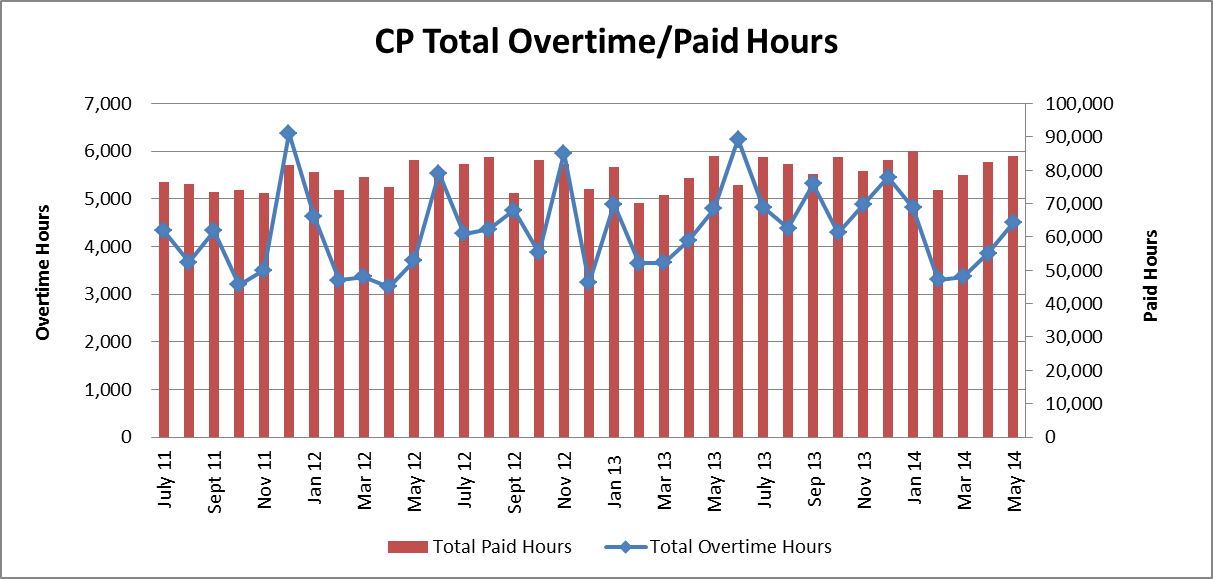 CP Total Overtime/Paid Hours
7,000
6,000
5,000
4,000
3,000
2,000
1,000
0
Overtime Hours
100,000
90,000
80,000
70,000
60,000
50,000
40,000
30,000
20,000
10,000
0
Paid Hours
July 11
Sept 11
Nov 11
Jan 12
Mar 12
May 12
July 12
Sept 12
Nov 12
Jan 13
Mar 13
May 13
July 13
Sep 13
Nov 13
Jan 14
Mar 14
May 14
Total Paid Hours
Total Overtime Hours